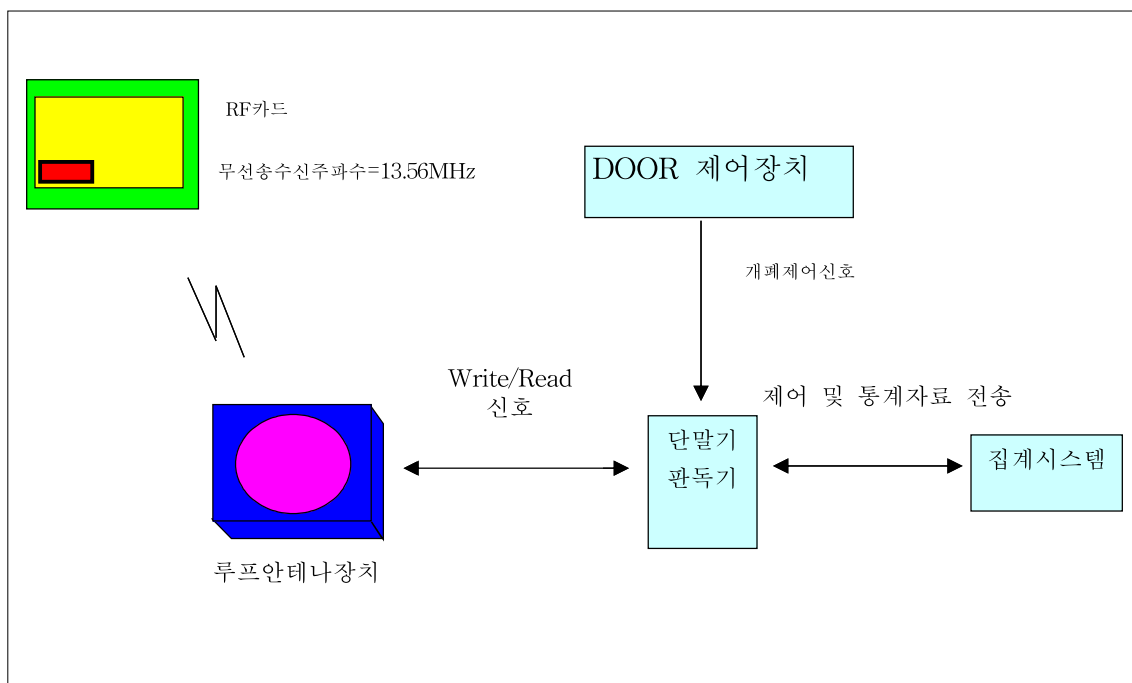 RF카드
무선송수신주파수=13.56MHz
DOOR 제어장치
개폐제어신호
Write/Read
신호
제어 및 통계자료 전송
단말기
판독기
집계시스템
루프안테나장치